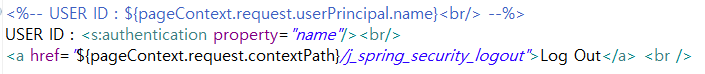 <%-- USER ID : ${pageContext.request.userPrincipal.name}<br/> --%>
USER ID : <s:authentication property="name"/><br/>
<a href="${pageContext.request.contextPath}/j_spring_security_logout">Log Out</a> <br />